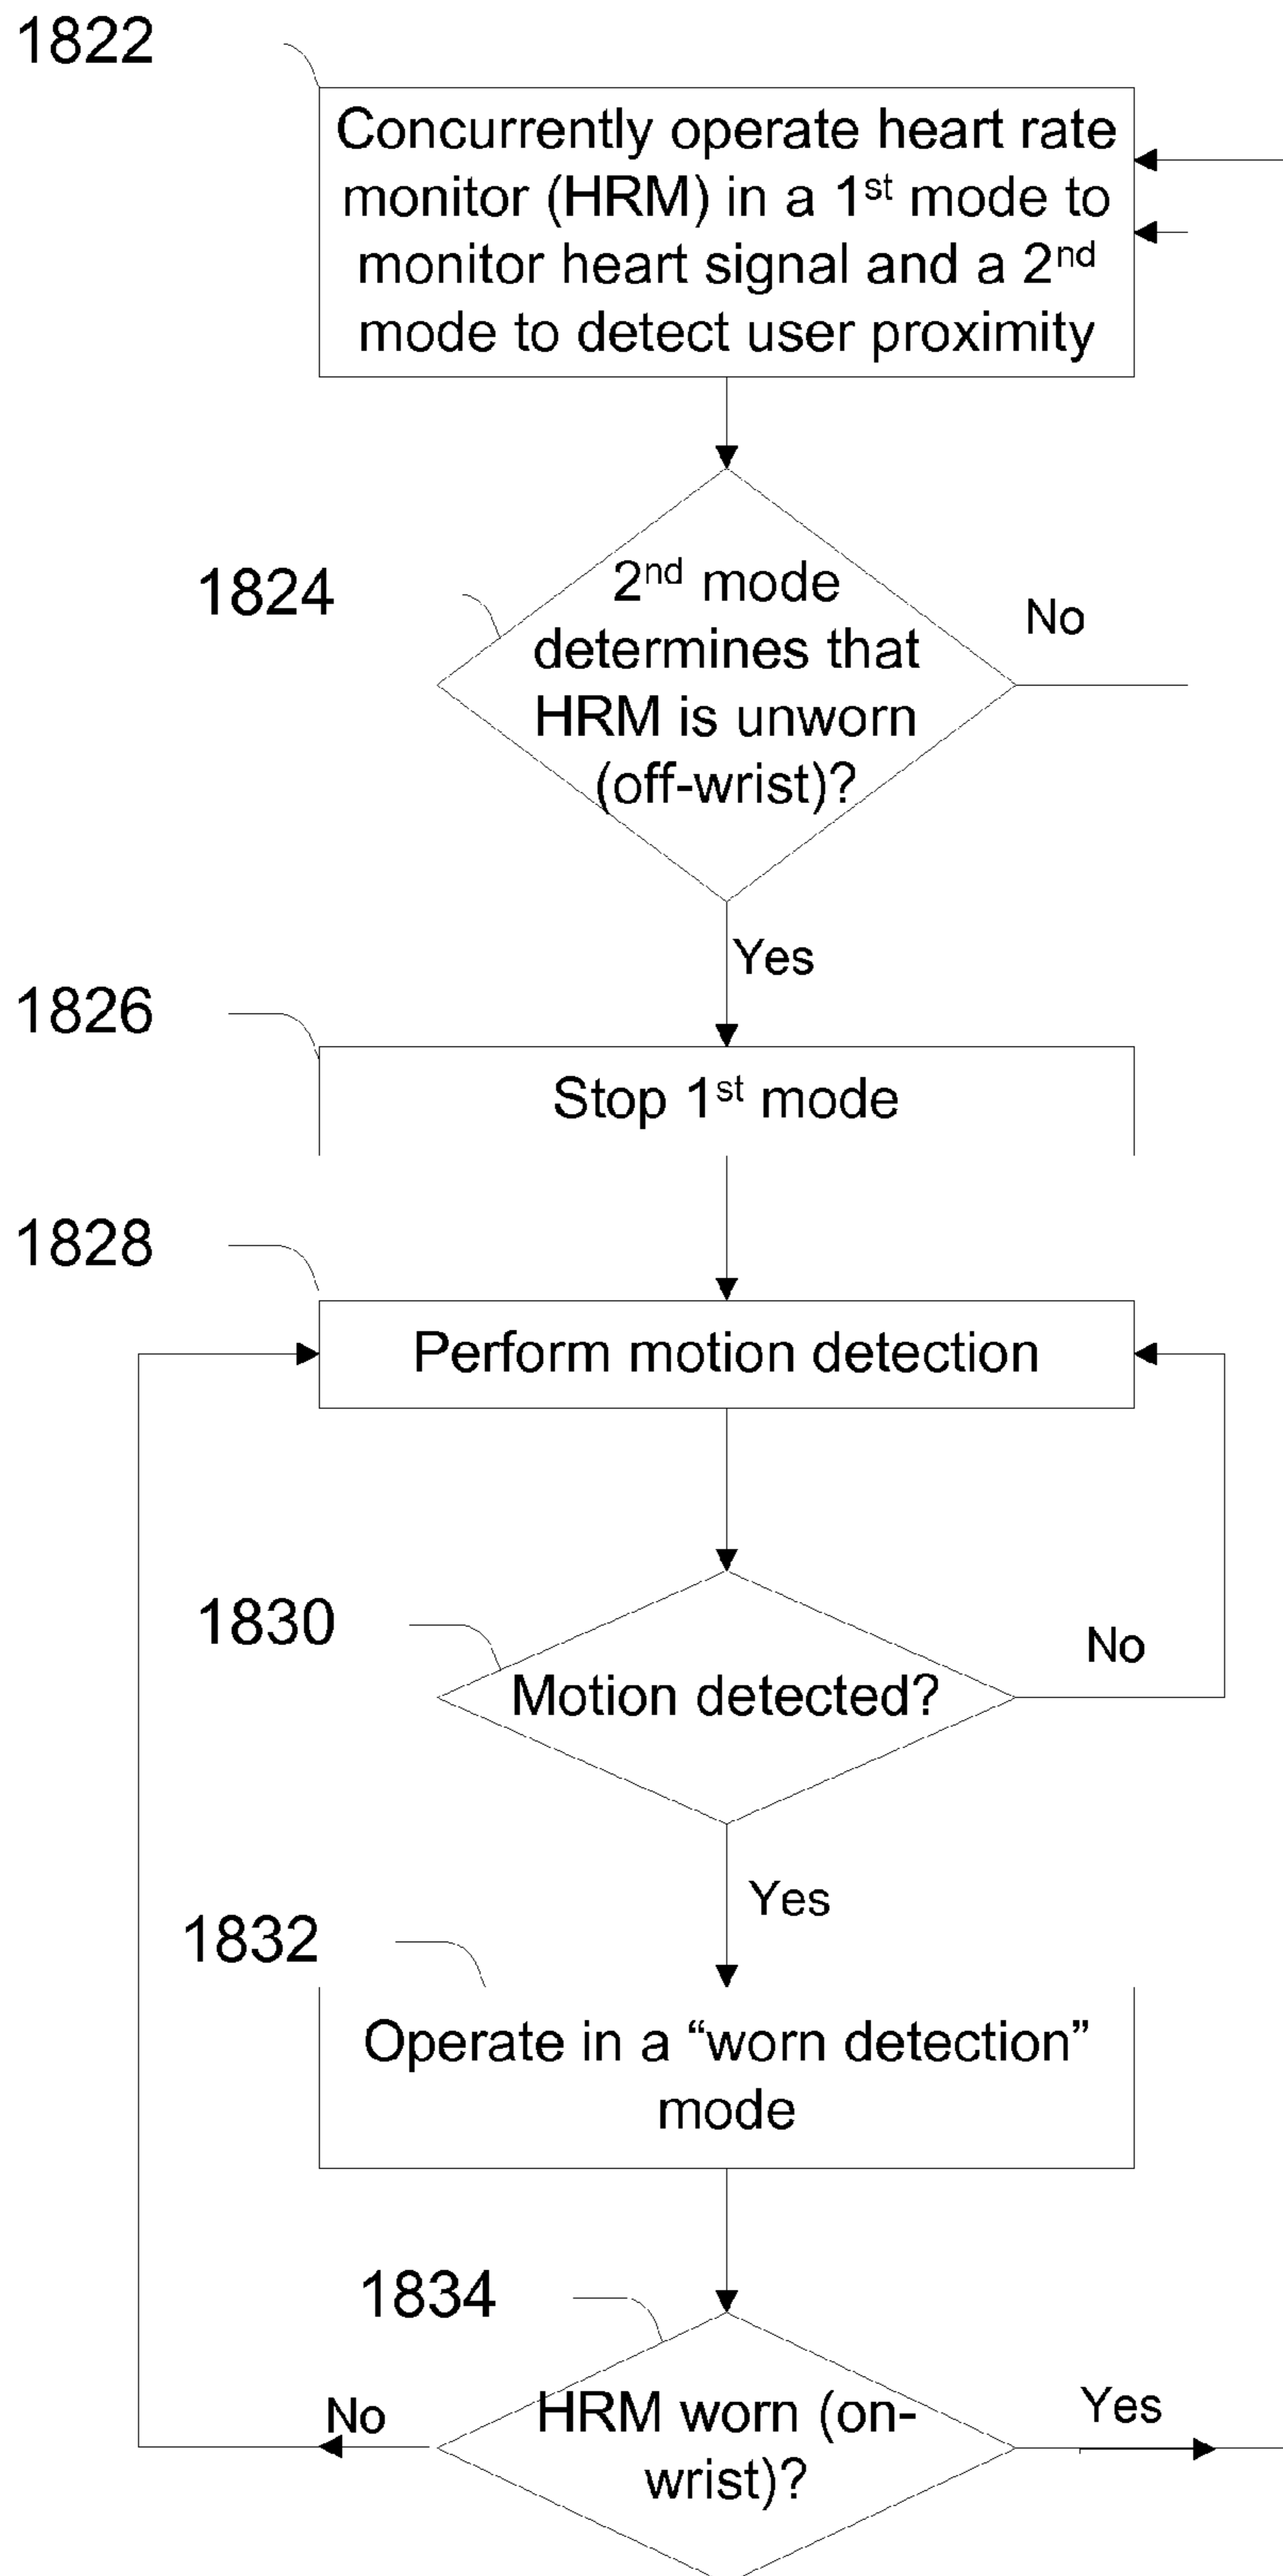 1822
Concurrently operate heart rate
monitor (HRM) in a 1st mode to
monitor heart signal and a 2nd
mode to detect user proximity
1824
2nd mode
determines that
HRM is unworn
(off-wrist)?
No
Yes
1826
Stop 1st mode
1828
Perform motion detection
1830
Motion detected?
No
Yes
1832
Operate in a “worn detection”
mode
1834
No
HRM worn (on-
wrist)?
Yes